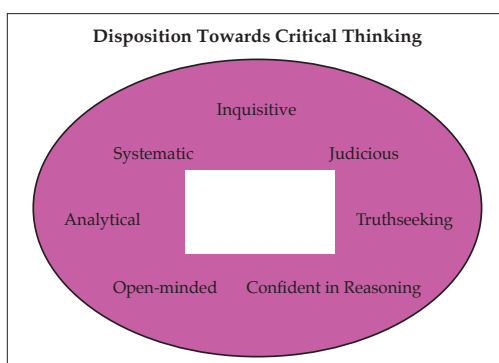 Disposition Towards Critical Thinking
Inquisitive
Systematic Judicious
Analytical Truthseeking
Open-minded Confident in Reasoning